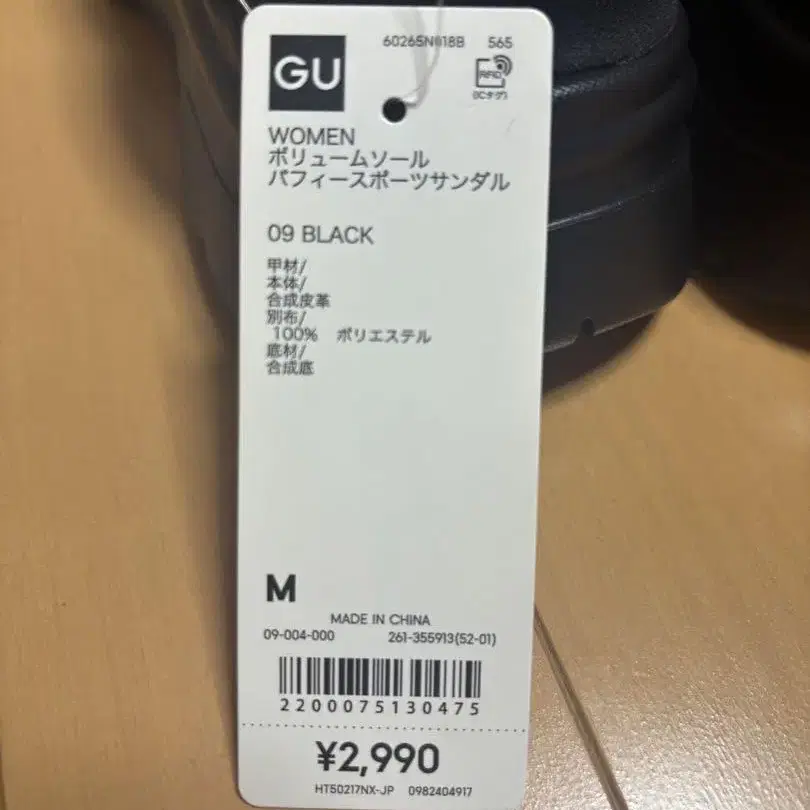 GU
60265N018B 565
RFID
(ICタグ)
WOMEN
ボリュームソール
パフィースポーツサンダル
09 BLACK
甲材/
本体/
合成皮革
別布/
100% ポリエステル
底材/
合成底
M
MADE IN CHINA
09-004-000 261-355913(52-01)
2200075130475
¥2,990
HT50217NX-JP 0982404917